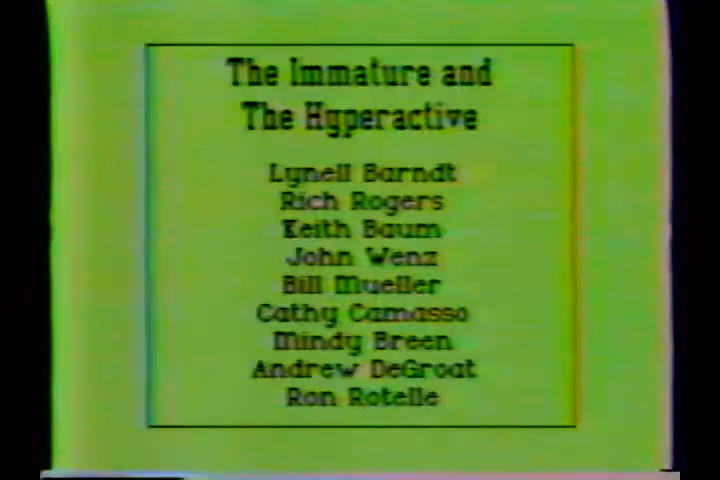 The Immature and
The Hyperactive
Lynell Barndt
Rich Rogers
Keith Baum
John Wenz
Bill Mueller
Cathy Camasso
Mindy Breen
Andrew DeGroat
Ron Rotelle